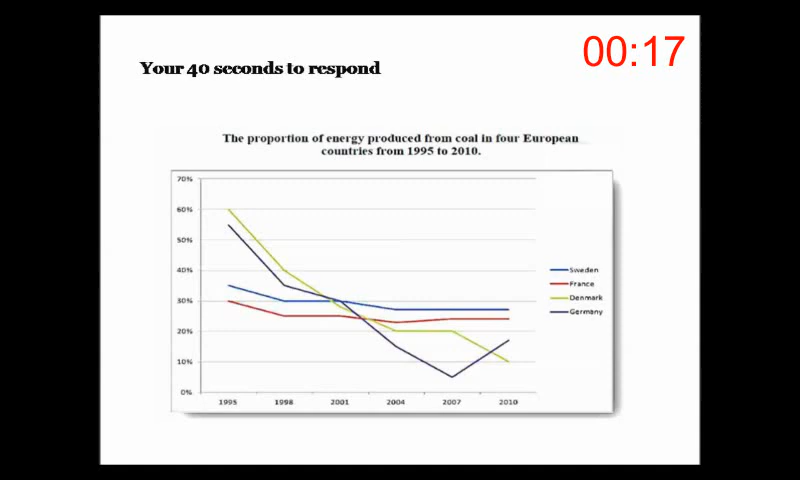 00:17
Your 40 seconds to respond
The proportion of energy produced from coal in four European
countries from 1995 to 2010.
70%
60%
50%
40%
30%
20%
10%
0%
1995 1998 2001 2004 2007 2010
Sweden
France
Denmark
Germany